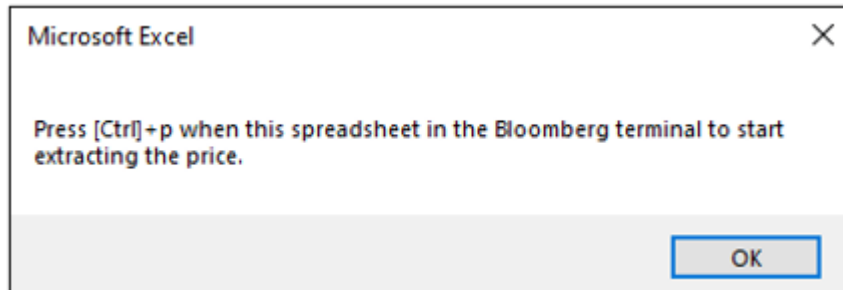 Microsoft Excel
Press [Ctrl]+p when this spreadsheet in the Bloomberg terminal to start
extracting the price.
OK